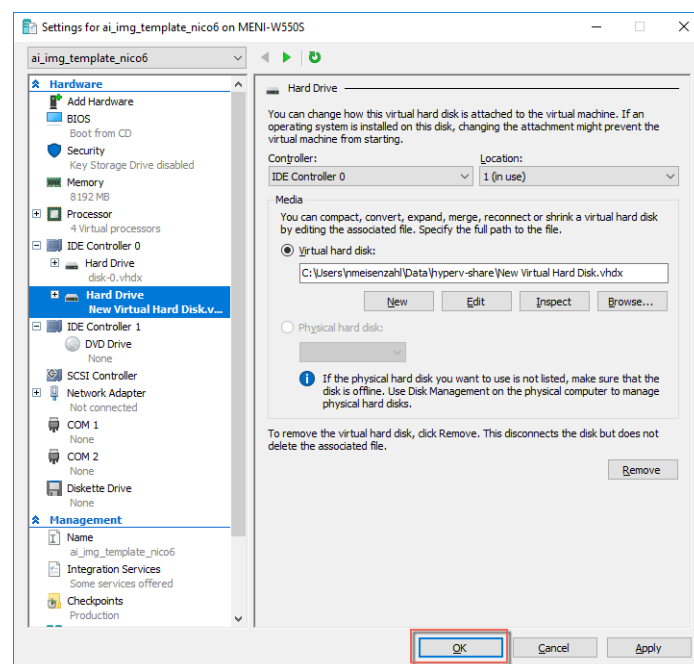 Settings for ai_img_template_nico6 on MENI-W550S
ai_img_template_nico6
Hardware
Add Hardware
BIOS
Boot from CD
Security
Key Storage Drive disabled
Memory
8192 MB
Processor
4 Virtual processors
IDE Controller 0
Hard Drive
disk-0.vhdx
Hard Drive
New Virtual Hard Disk.v...
IDE Controller 1
DVD Drive
None
SCSI Controller
Network Adapter
Not connected
COM 1
None
COM 2
None
Diskette Drive
None
Management
Name
ai_img_template_nico6
Integration Services
Some services offered
Checkpoints
Production
Hard Drive
You can change how this virtual hard disk is attached to the virtual machine. If an
operating system is installed on this disk, changing the attachment might prevent the
virtual machine from starting.
Controller: Location:
IDE Controller 0 1 (in use)
Media
You can compact, convert, expand, merge, reconnect or shrink a virtual hard disk
by editing the associated file. Specify the full path to the file.
Virtual hard disk:
C:\Users\nmeisenzahl\Data\hyperv-share\New Virtual Hard Disk.vhdx
New Edit Inspect Browse...
Physical hard disk:
If the physical hard disk you want to use is not listed, make sure that the
disk is offline. Use Disk Management on the physical computer to manage
physical hard disks.
To remove the virtual hard disk, click Remove. This disconnects the disk but does not
delete the associated file.
Remove
OK Cancel Apply